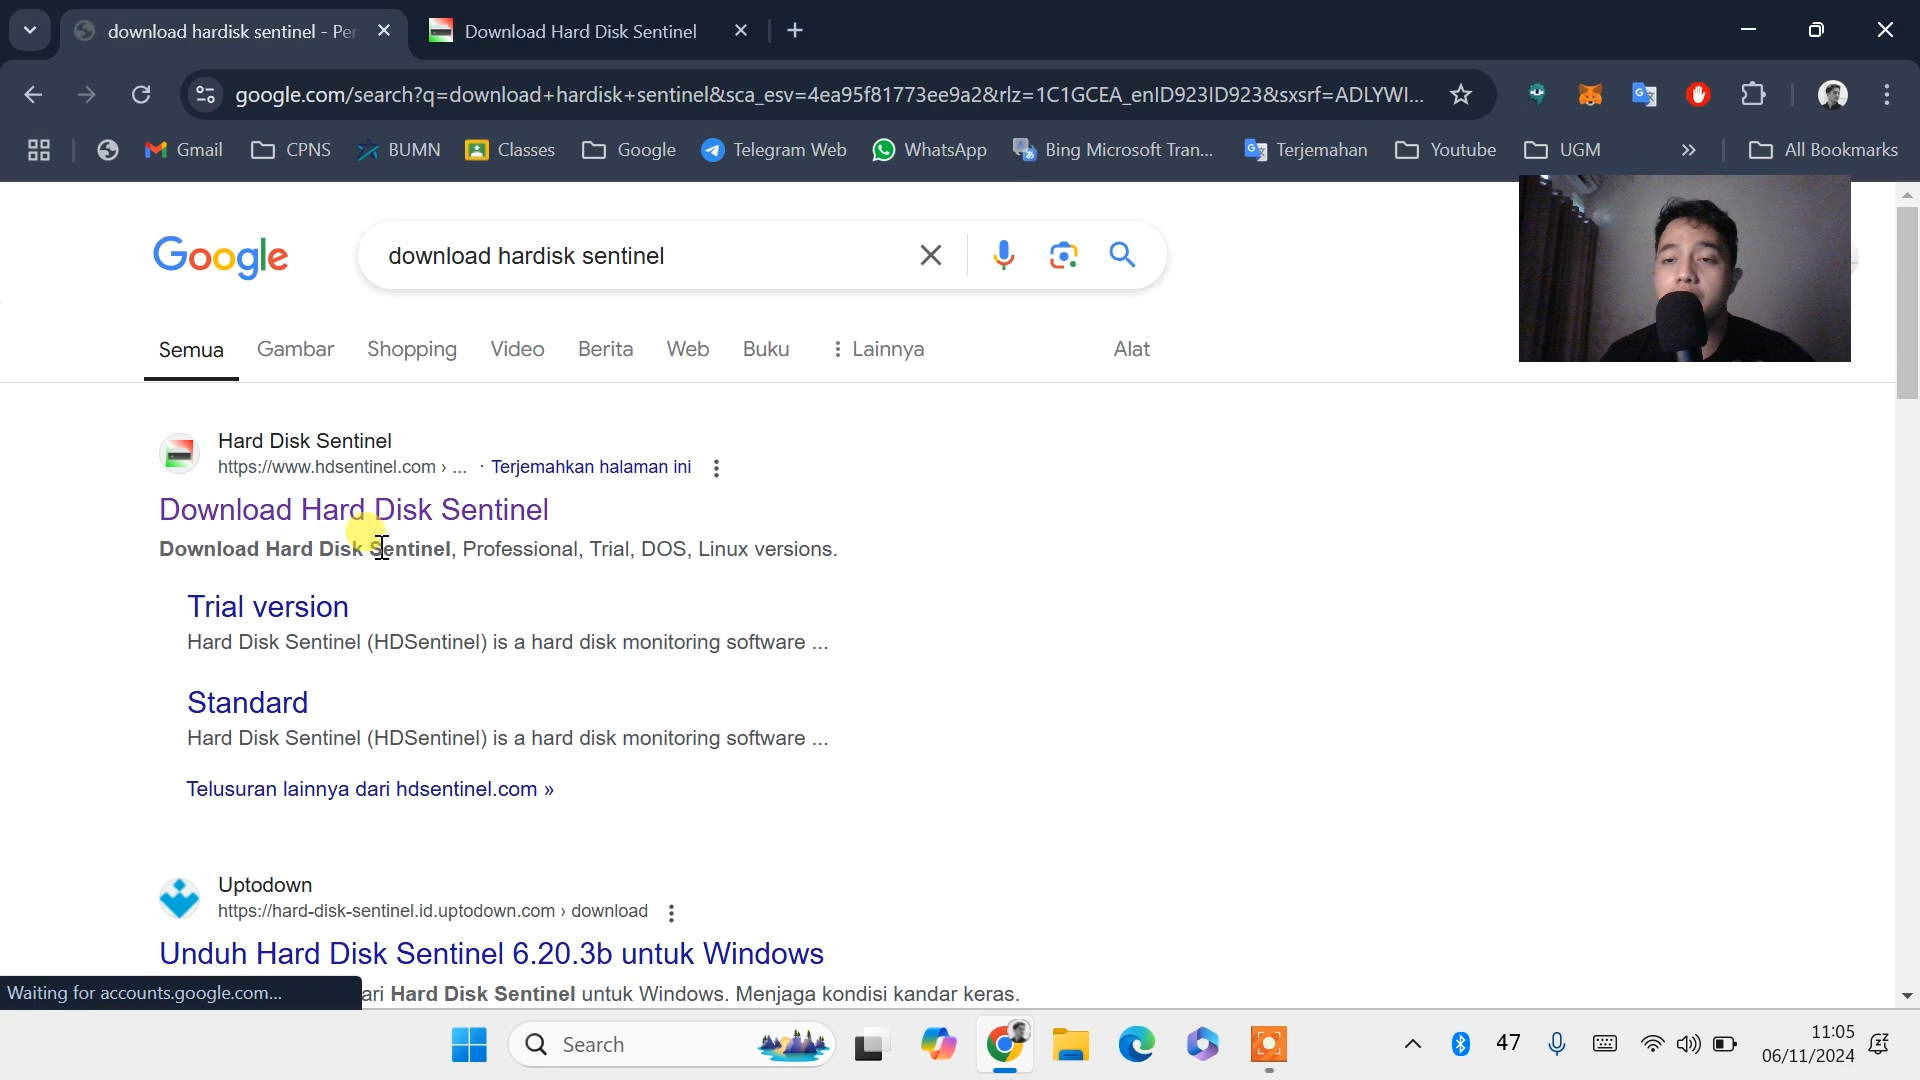 download hardisk sentinel - Per
Download Hard Disk Sentinel
google.com/search?q=download+hardisk+sentinel&sca_esv=4ea95f81773ee9a2&rlz=1C1GCEA_enID923ID923&sxsrf=ADLYWI...
Gmail CPNS BUMN Classes Google Telegram Web WhatsApp Bing Microsoft Tran... Terjemahan Youtube UGM » All Bookmarks
Google download hardisk sentinel
Semua Gambar Shopping Video Berita Web Buku Lainnya Alat
Hard Disk Sentinel
https://www.hdsentinel.com › ... · Terjemahkan halaman ini
Download Hard Disk Sentinel
Download Hard Disk Sentinel, Professional, Trial, DOS, Linux versions.
Trial version
Hard Disk Sentinel (HDSentinel) is a hard disk monitoring software ...
Standard
Hard Disk Sentinel (HDSentinel) is a hard disk monitoring software ...
Telusuran lainnya dari hdsentinel.com »
Uptodown
https://hard-disk-sentinel.id.uptodown.com › download
Unduh Hard Disk Sentinel 6.20.3b untuk Windows
Waiting for accounts.google.com...
ari Hard Disk Sentinel untuk Windows. Menjaga kondisi kandar keras.
Search
47
11:05
06/11/2024